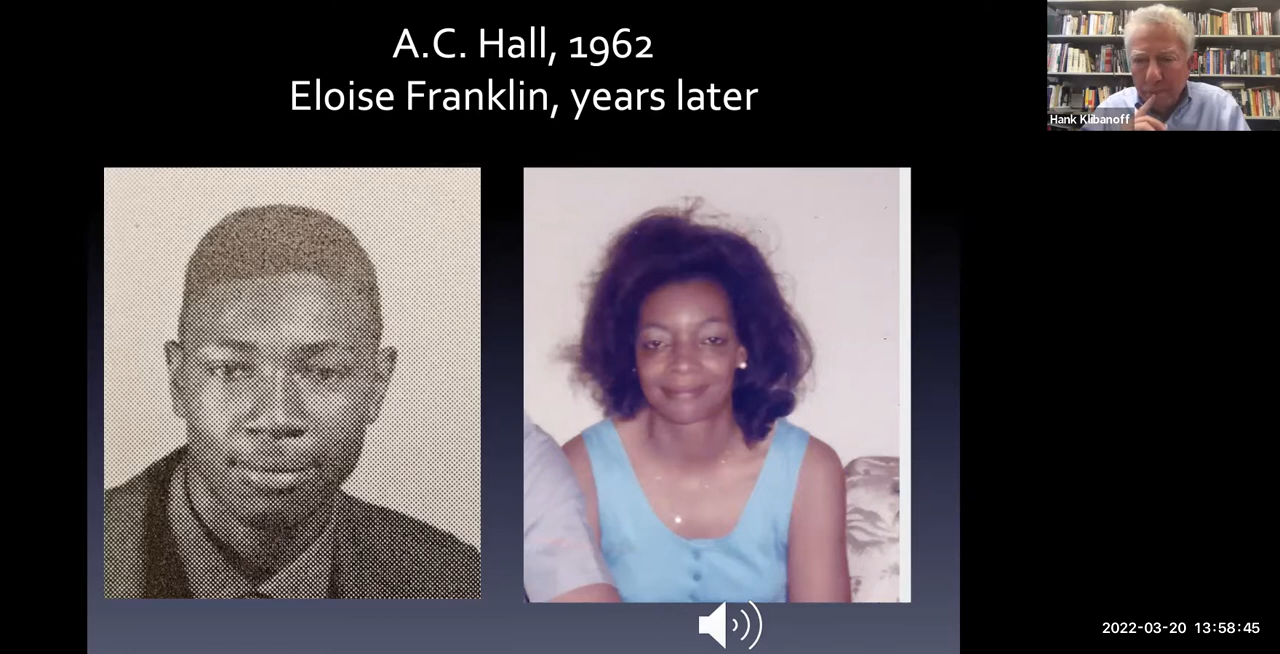 A.C. Hall, 1962
Eloise Franklin, years later
Hank Klibanoff
2022-03-20 13:58:45